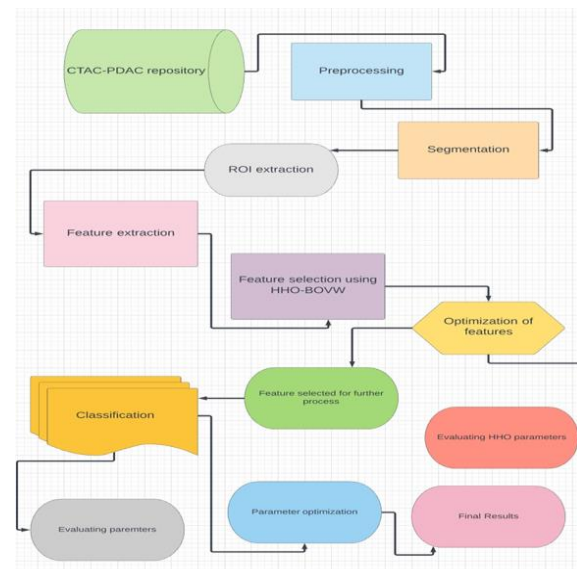 CTAC-PDAC repository
Preprocessing
Segmentation
ROI extraction
Feature extraction
Feature selection using
HHO-BOVW
Optimization of
features
Feature selected for further
process
Classification
Evaluating HHO parameters
Evaluating paremters
Parameter optimization
Final Results